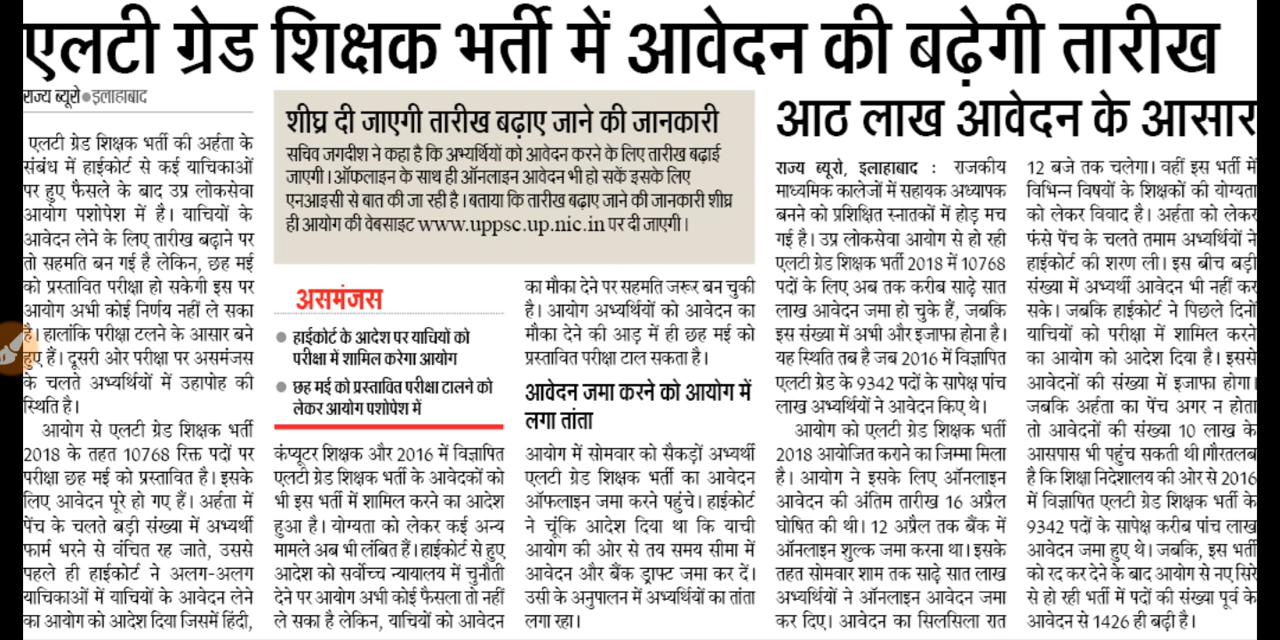 एलटी ग्रेड शिक्षक भर्ती में आवेदन की बढ़ेगी तारीख
राज्य ब्यूरो●इलाहाबाद
एलटी ग्रेड शिक्षक भर्ती की अर्हता के
संबंध में हाईकोर्ट से कई याचिकाओं
पर हुए फैसले के बाद उप्र लोकसेवा
आयोग पशोपेश में है। याचियों के
आवेदन लेने के लिए तारीख बढ़ाने पर
तो सहमति बन गई है लेकिन, छह मई
को प्रस्तावित परीक्षा हो सकेगी इस पर
आयोग अभी कोई निर्णय नहीं ले सका
है। हालांकि परीक्षा टलने के आसार बने
हुए हैं। दूसरी ओर परीक्षा पर असमंजस
के चलते अभ्यर्थियों में उहापोह की
स्थिति है।
आयोग से एलटी ग्रेड शिक्षक भर्ती
2018 के तहत 10768 रिक्त पदों पर
परीक्षा छह मई को प्रस्तावित है। इसके
लिए आवेदन पूरे हो गए हैं। अर्हता में
पेंच के चलते बड़ी संख्या में अभ्यर्थी
फार्म भरने से वंचित रह जाते, उससे
पहले ही हाईकोर्ट ने अलग-अलग
याचिकाओं में याचियों के आवेदन लेने
का आयोग को आदेश दिया जिसमें हिंदी,
शीघ्र दी जाएगी तारीख बढ़ाए जाने की जानकारी
सचिव जगदीश ने कहा है कि अभ्यर्थियों को आवेदन करने के लिए तारीख बढ़ाई
जाएगी। ऑफलाइन के साथ ही ऑनलाइन आवेदन भी हो सकें इसके लिए
एनआइसी से बात की जा रही है। बताया कि तारीख बढ़ाए जाने की जानकारी शीघ्र
ही आयोग की वेबसाइट www.uppsc.up.nic.in पर दी जाएगी।
असमंजस
● हाईकोर्ट के आदेश पर याचियों को
परीक्षा में शामिल करेगा आयोग
● छह मई को प्रस्तावित परीक्षा टालने को
लेकर आयोग पशोपेश में
कंप्यूटर शिक्षक और 2016 में विज्ञापित
एलटी ग्रेड शिक्षक भर्ती के आवेदकों को
भी इस भर्ती में शामिल करने का आदेश
हुआ है। योग्यता को लेकर कई अन्य
मामले अब भी लंबित हैं। हाईकोर्ट से हुए
आदेश को सर्वोच्च न्यायालय में चुनौती
देने पर आयोग अभी कोई फैसला तो नहीं
ले सका है लेकिन, याचियों को आवेदन
का मौका देने पर सहमति जरूर बन चुकी
है। आयोग अभ्यर्थियों को आवेदन का
मौका देने की आड़ में ही छह मई को
प्रस्तावित परीक्षा टाल सकता है।
आवेदन जमा करने को आयोग में
लगा तांता
आयोग में सोमवार को सैकड़ों अभ्यर्थी
एलटी ग्रेड शिक्षक भर्ती का आवेदन
ऑफलाइन जमा करने पहुंचे। हाईकोर्ट
ने चूंकि आदेश दिया था कि याची
आयोग की ओर से तय समय सीमा में
आवेदन और बैंक ड्राफ्ट जमा कर दें।
उसी के अनुपालन में अभ्यर्थियों का तांता
लगा रहा।
आठ लाख आवेदन के आसार
राज्य ब्यूरो, इलाहाबाद : राजकीय
माध्यमिक कालेजों में सहायक अध्यापक
बनने को प्रशिक्षित स्नातकों में होड़ मच
गई है। उप्र लोकसेवा आयोग से हो रही
एलटी ग्रेड शिक्षक भर्ती 2018 में 10768
पदों के लिए अब तक करीब साढ़े सात
लाख आवेदन जमा हो चुके हैं, जबकि
इस संख्या में अभी और इजाफा होना है।
यह स्थिति तब है जब 2016 में विज्ञापित
एलटी ग्रेड के 9342 पदों के सापेक्ष पांच
लाख अभ्यर्थियों ने आवेदन किए थे।
आयोग को एलटी ग्रेड शिक्षक भर्ती
2018 आयोजित कराने का जिम्मा मिला
है। आयोग ने इसके लिए ऑनलाइन
आवेदन की अंतिम तारीख 16 अप्रैल
घोषित की थी। 12 अप्रैल तक बैंक में
ऑनलाइन शुल्क जमा करना था। इसके
तहत सोमवार शाम तक साढ़े सात लाख
अभ्यर्थियों ने ऑनलाइन आवेदन जमा
कर दिए। आवेदन का सिलसिला रात
12 बजे तक चलेगा। वहीं इस भर्ती में
विभिन्न विषयों के शिक्षकों की योग्यता
को लेकर विवाद है। अर्हता को लेकर
फंसे पेंच के चलते तमाम अभ्यर्थियों ने
हाईकोर्ट की शरण ली। इस बीच बड़ी
संख्या में अभ्यर्थी आवेदन भी नहीं कर
सके। जबकि हाईकोर्ट ने पिछले दिनों
याचियों को परीक्षा में शामिल करने
का आयोग को आदेश दिया है। इससे
आवेदनों की संख्या में इजाफा होगा।
जबकि अर्हता का पेंच अगर न होता
तो आवेदनों की संख्या 10 लाख के
आसपास भी पहुंच सकती थी।गौरतलब
है कि शिक्षा निदेशालय की ओर से 2016
में विज्ञापित एलटी ग्रेड शिक्षक भर्ती के
9342 पदों के सापेक्ष करीब पांच लाख
आवेदन जमा हुए थे। जबकि, इस भर्ती
को रद कर देने के बाद आयोग से नए सिरे
से हो रही भर्ती में पदों की संख्या पूर्व के
आवेदन से 1426 ही बढ़ी है।